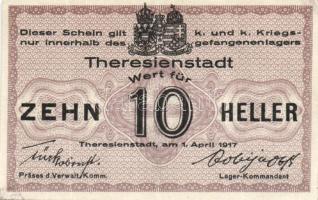 Dieser Schein gilt k. und k. Kriegs-
nur innerhalb des gefangenenlagers
Theresienstadt
Wert für
ZEHN 10 HELLER
Theresienstadt, am 1. April 1917
Präses d. Verwalt/Komm. Lager-Kommandant